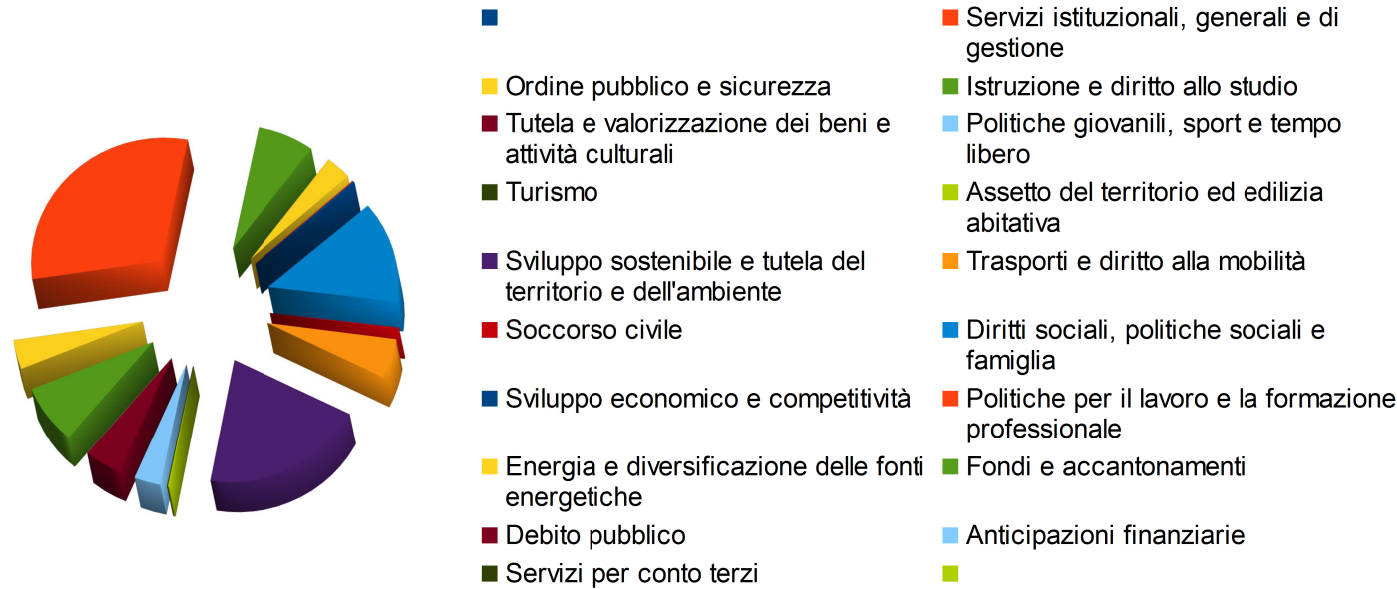 Servizi istituzionali, generali e di
gestione
Ordine pubblico e sicurezza
Istruzione e diritto allo studio
Tutela e valorizzazione dei beni e
attività culturali
Politiche giovanili, sport e tempo
libero
Turismo
Assetto del territorio ed edilizia
abitativa
Sviluppo sostenibile e tutela del
territorio e dell'ambiente
Trasporti e diritto alla mobilità
Soccorso civile
Diritti sociali, politiche sociali e
famiglia
Sviluppo economico e competitività
Politiche per il lavoro e la formazione
professionale
Energia e diversificazione delle fonti
energetiche
Fondi e accantonamenti
Debito pubblico
Anticipazioni finanziarie
Servizi per conto terzi